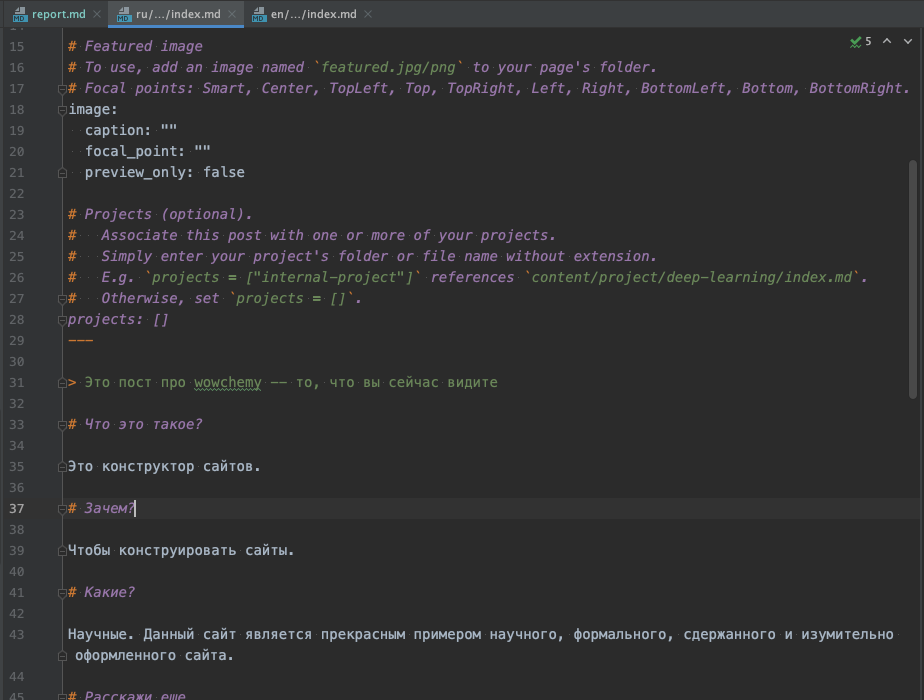 report.md ru/.../index.md en/.../index.md
5
15 # Featured image
16 # To use, add an image named `featured.jpg/png` to your page's folder.
17 # Focal points: Smart, Center, TopLeft, Top, TopRight, Left, Right, BottomLeft, Bottom, BottomRight.
18 image:
19 caption: ""
20 focal_point: ""
21 preview_only: false
22
23 # Projects (optional).
24 # Associate this post with one or more of your projects.
25 # Simply enter your project's folder or file name without extension.
26 # E.g. `projects = ["internal-project"]` references `content/project/deep-learning/index.md`.
27 # Otherwise, set `projects = []`.
28 projects: []
29 ---
30
31 > Это пост про wowchemy -- то, что вы сейчас видите
32
33 # Что это такое?
34
35 Это конструктор сайтов.
36
37 # Зачем?
38
39 Чтобы конструировать сайты.
40
41 # Какие?
42
43 Научные. Данный сайт является прекрасным примером научного, формального, сдержанного и изумительно
оформленного сайта.
44
45 # Расскажи еще